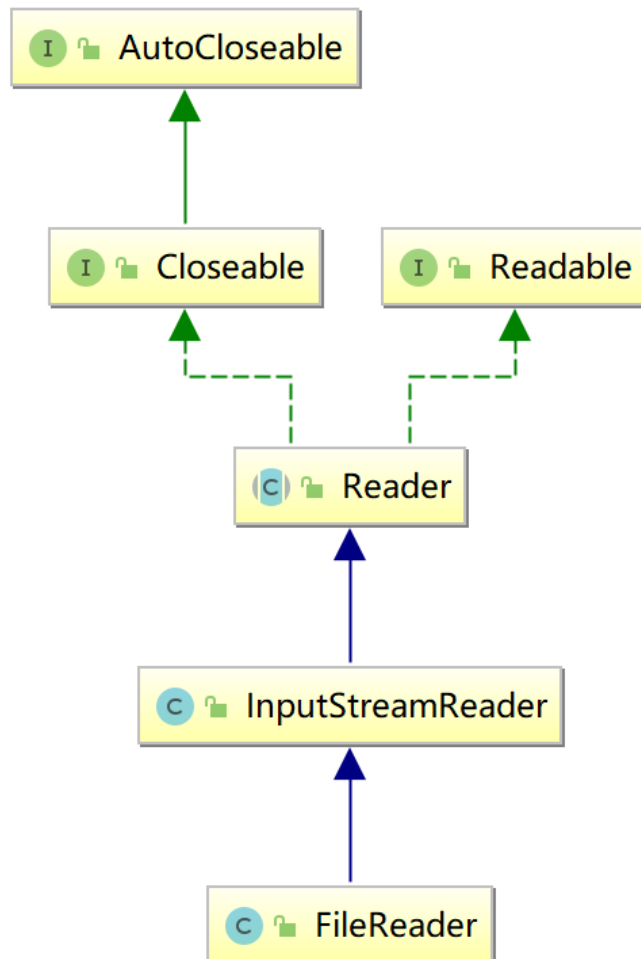 I AutoCloseable
I Closeable
I Readable
C Reader
C InputStreamReader
C FileReader